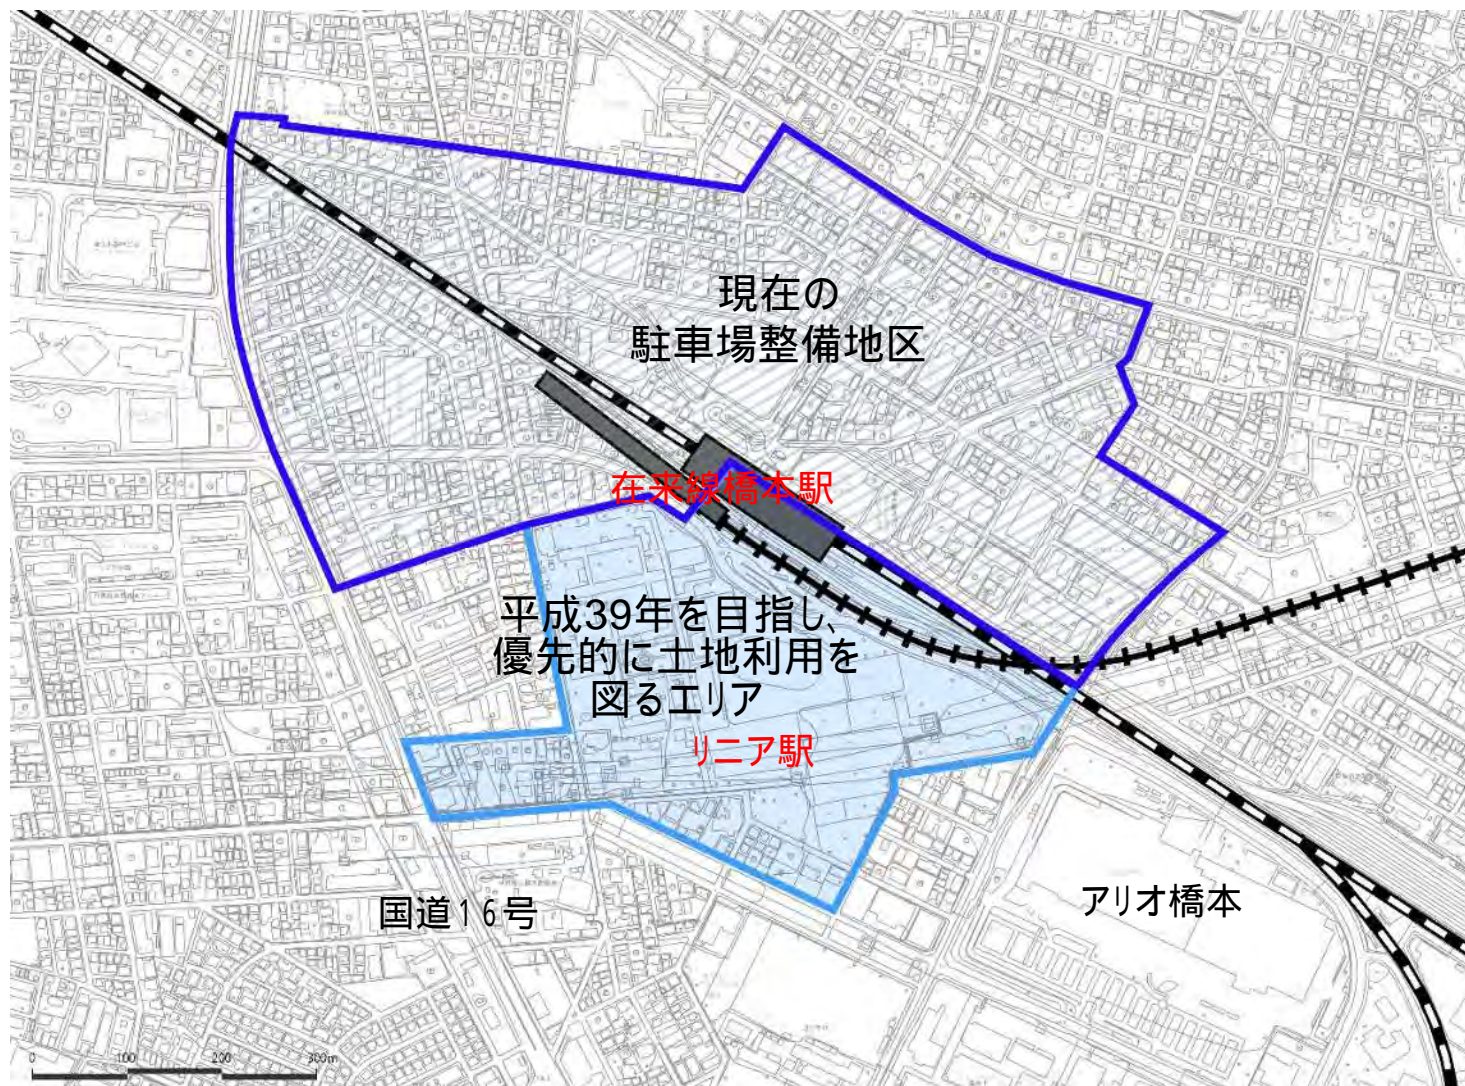 現在の
駐車場整備地区
在来線橋本駅
平成39年を目指し、
優先的に土地利用を
図るエリア
リニア駅
国道16号
アリオ橋本
0 100 200 300m